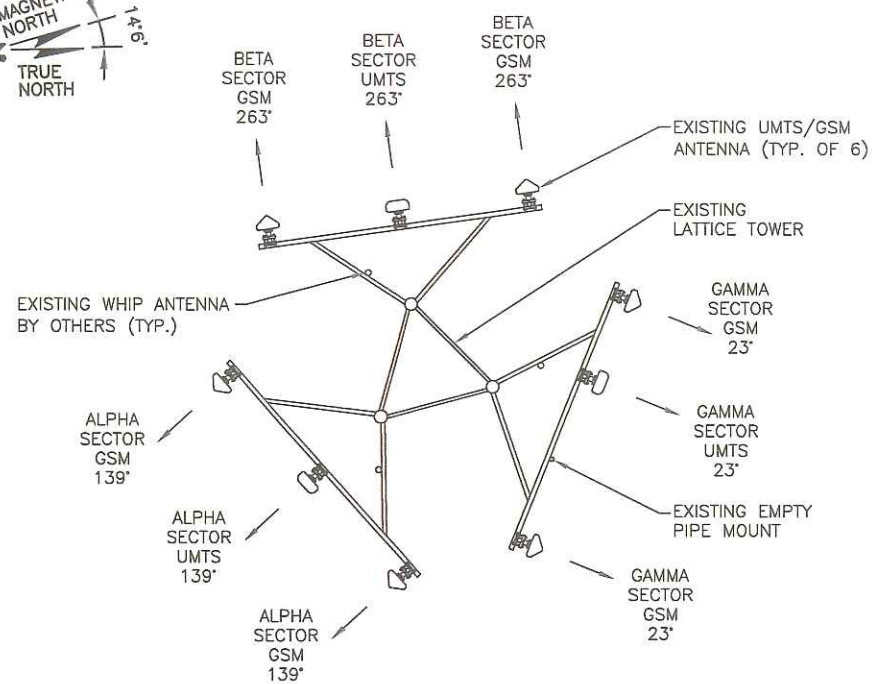 MAGNETIC
NORTH
14°6'
TRUE
NORTH
BETA
SECTOR
GSM
263°
BETA
SECTOR
UMTS
263°
BETA
SECTOR
GSM
263°
EXISTING UMTS/GSM
ANTENNA (TYP. OF 6)
EXISTING
LATTICE TOWER
EXISTING WHIP ANTENNA
BY OTHERS (TYP.)
GAMMA
SECTOR
GSM
23°
GAMMA
SECTOR
UMTS
23°
EXISTING EMPTY
PIPE MOUNT
GAMMA
SECTOR
GSM
23°
ALPHA
SECTOR
GSM
139°
ALPHA
SECTOR
UMTS
139°
ALPHA
SECTOR
GSM
139°